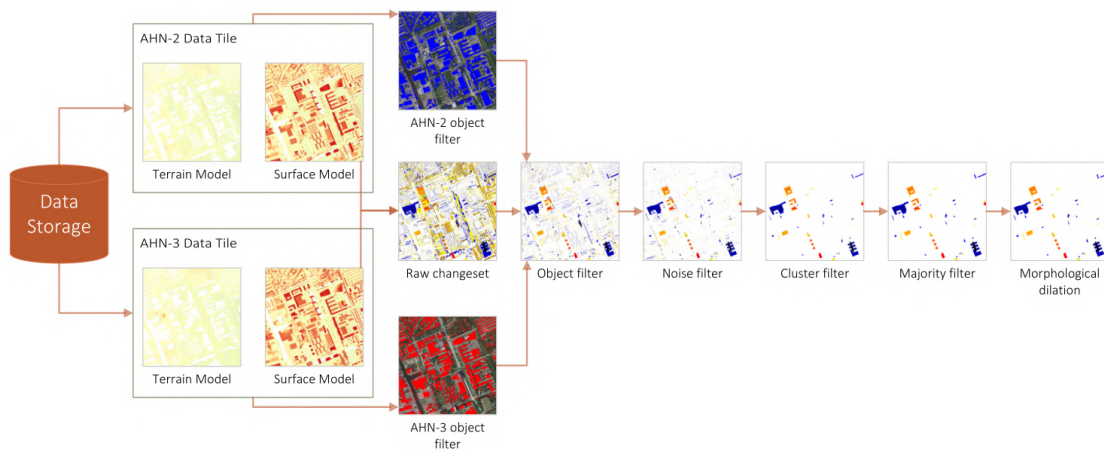 AHN-2 Data Tile
Terrain Model
Surface Model
AHN-2 object
filter
Data
Storage
AHN-3 Data Tile
Terrain Model
Surface Model
Raw changeset
Object filter
Noise filter
Cluster filter
Majority filter
Morphological
dilation
AHN-3 object
filter